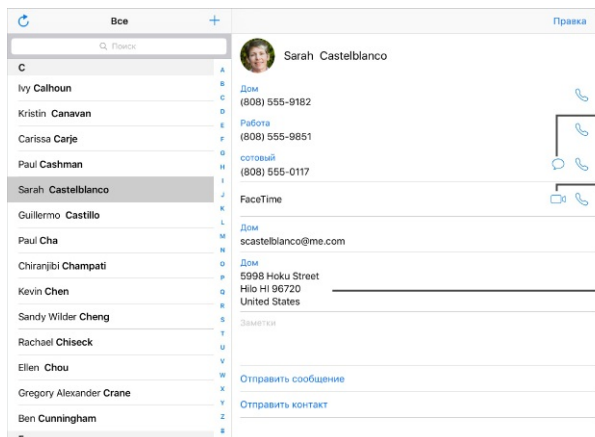 Все
+
Поиск
C
Ivy Calhoun
Kristin Canavan
Carissa Carje
Paul Cashman
Sarah Castelblanco
Guillermo Castillo
Paul Cha
Chiranjibi Champati
Kevin Chen
Sandy Wilder Cheng
Rachael Chiseck
Ellen Chou
Gregory Alexander Crane
Ben Cunningham
A
B
C
D
E
F
G
H
I
J
K
L
M
N
O
P
Q
R
S
T
U
V
W
X
Y
Z
Правка
Sarah Castelblanco
Дом
(808) 555-9182
Работа
(808) 555-9851
сотовый
(808) 555-0117
FaceTime
Дом
scastelblanco@me.com
Дом
5998 Hoku Street
Hilo HI 96720
United States
Заметки
Отправить сообщение
Отправить контакт